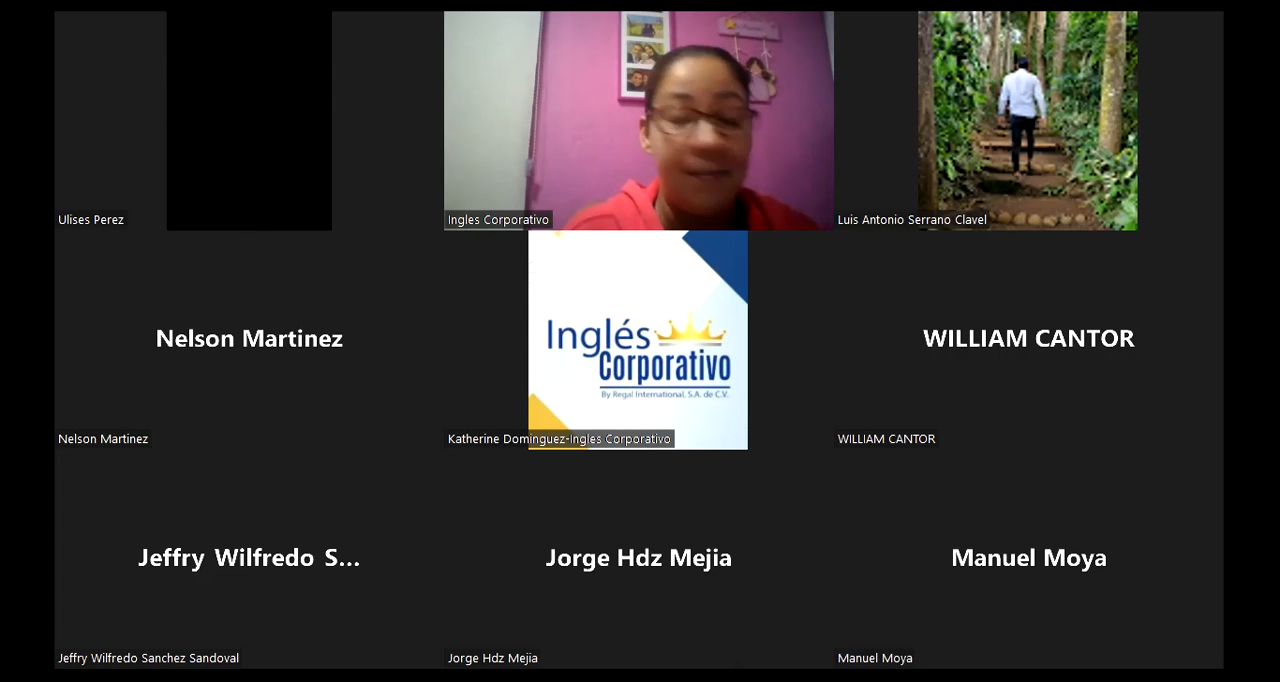 Ulises Perez
Ingles Corporativo
Luis Antonio Serrano Clavel
Nelson Martinez
Nelson Martinez
Inglés
Corporativo
By Regal International, S.A. de C.V.
Katherine Dominguez-Ingles Corporativo
WILLIAM CANTOR
WILLIAM CANTOR
Jeffry Wilfredo S...
Jeffry Wilfredo Sanchez Sandoval
Jorge Hdz Mejia
Jorge Hdz Mejia
Manuel Moya
Manuel Moya